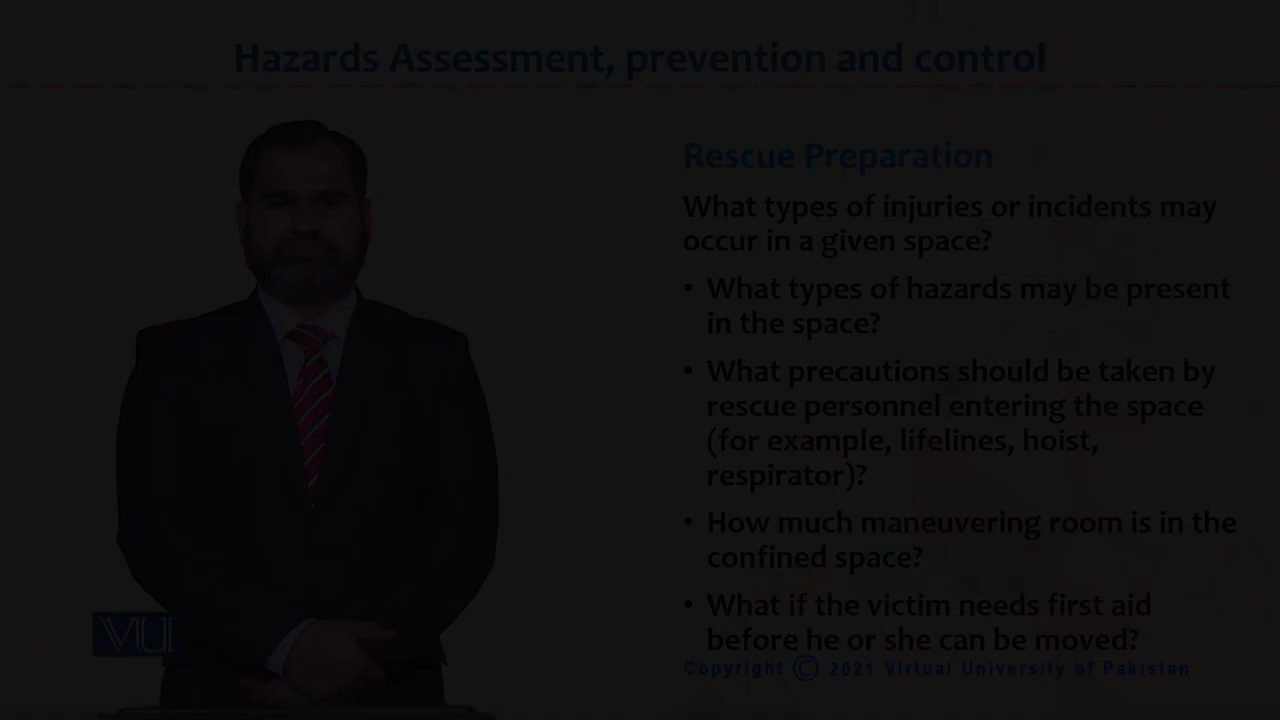 Hazards Assessment, prevention and control
Rescue Preparation
What types of injuries or incidents may
occur in a given space?
• What types of hazards may be present
in the space?
• What precautions should be taken by
rescue personnel entering the space
(for example, lifelines, hoist,
respirator)?
• How much maneuvering room is in the
confined space?
• What if the victim needs first aid
before he or she can be moved?
VU
Copyright © 2021 Virtual University of Pakistan